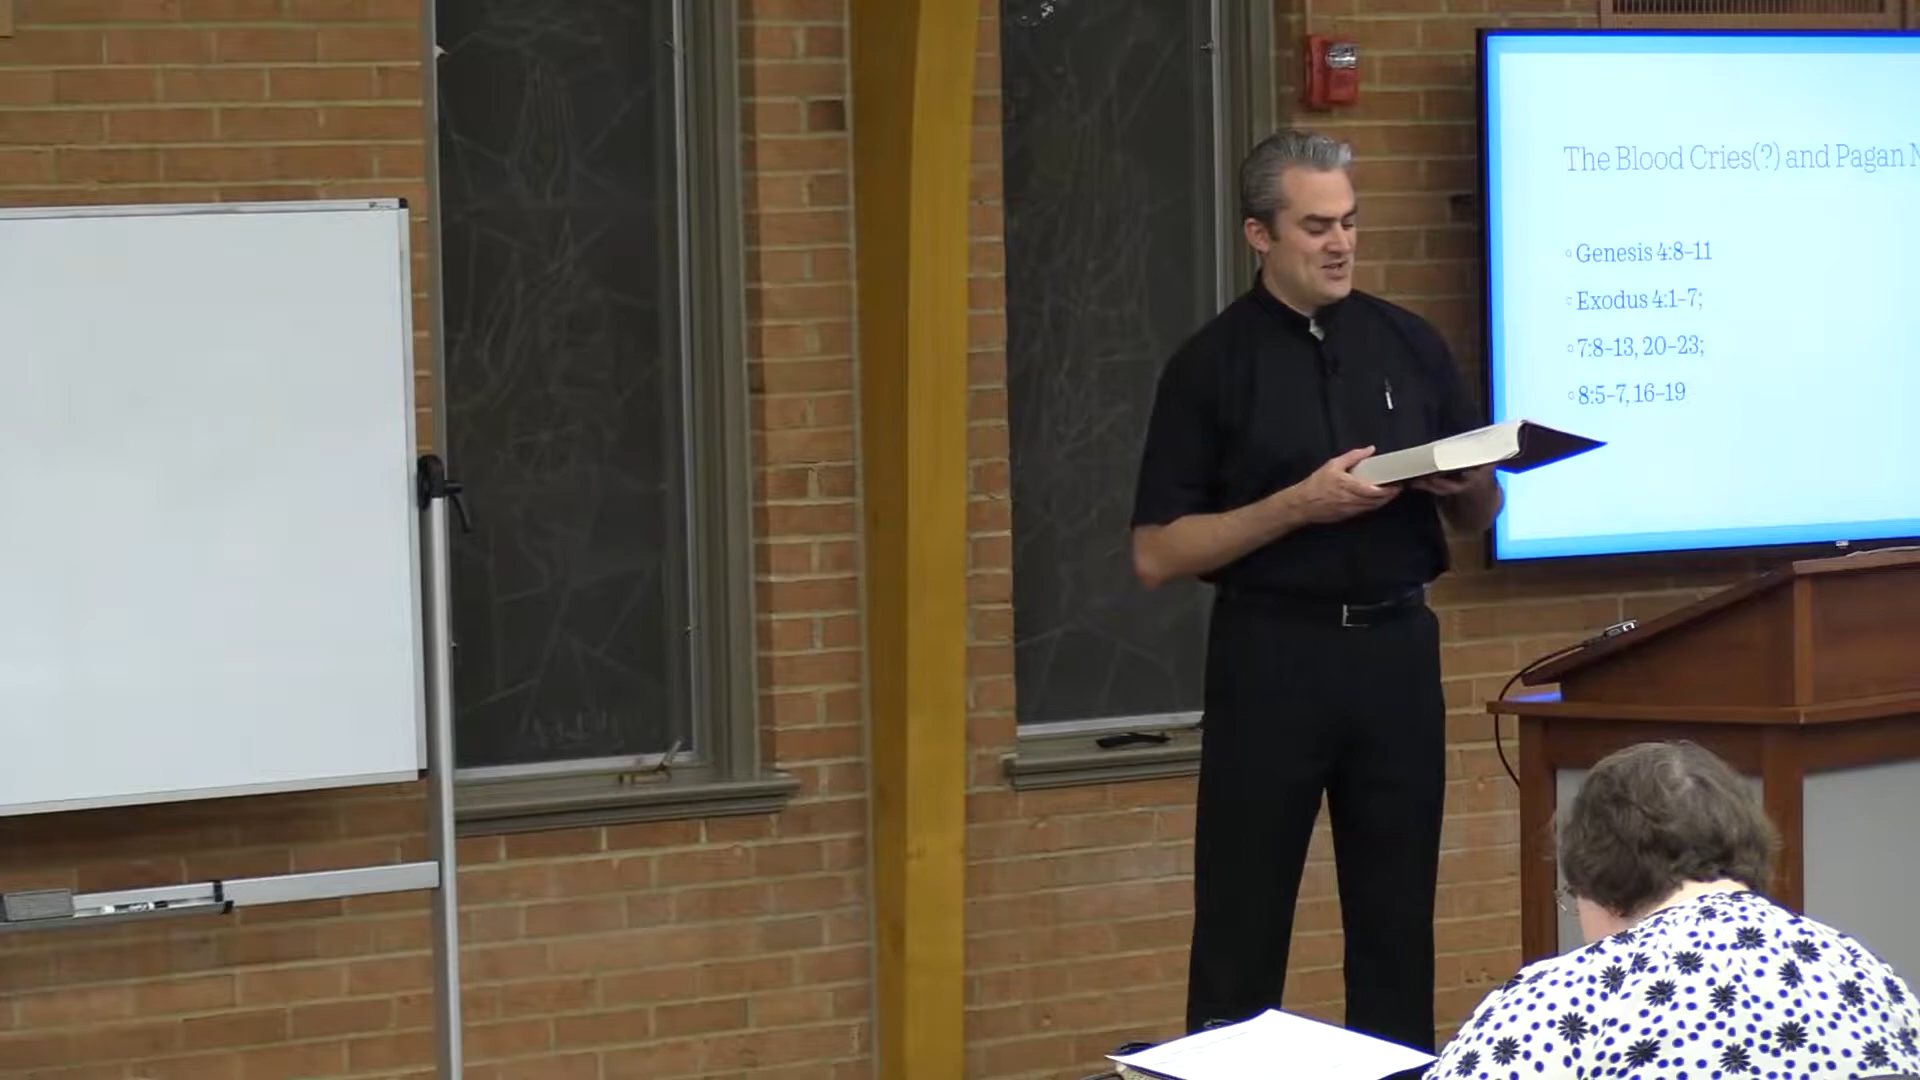 The Blood Cries(?) and Pagan
Genesis 4:8-11
Exodus 4:1-7;
7:8-13, 20-23;
8:5-7, 16-19